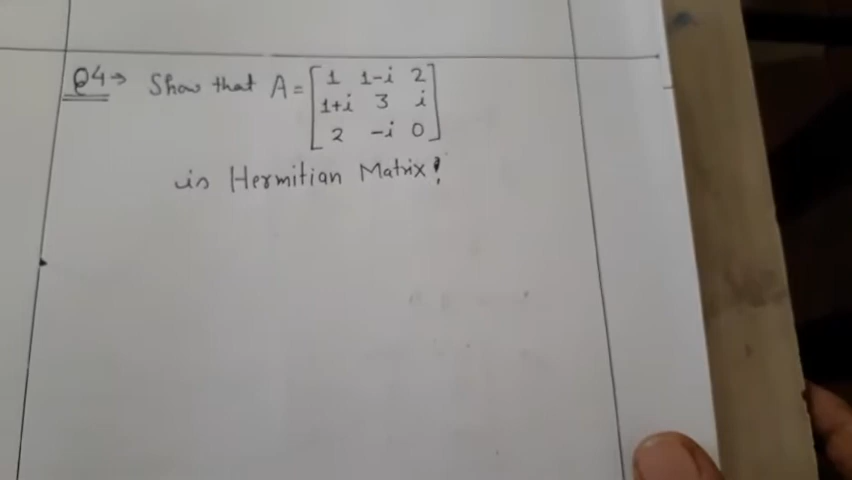 Q4→ Show that A = [1 1-i 2
1+i 3 i
2 -i 0]
is Hermitian Matrix?